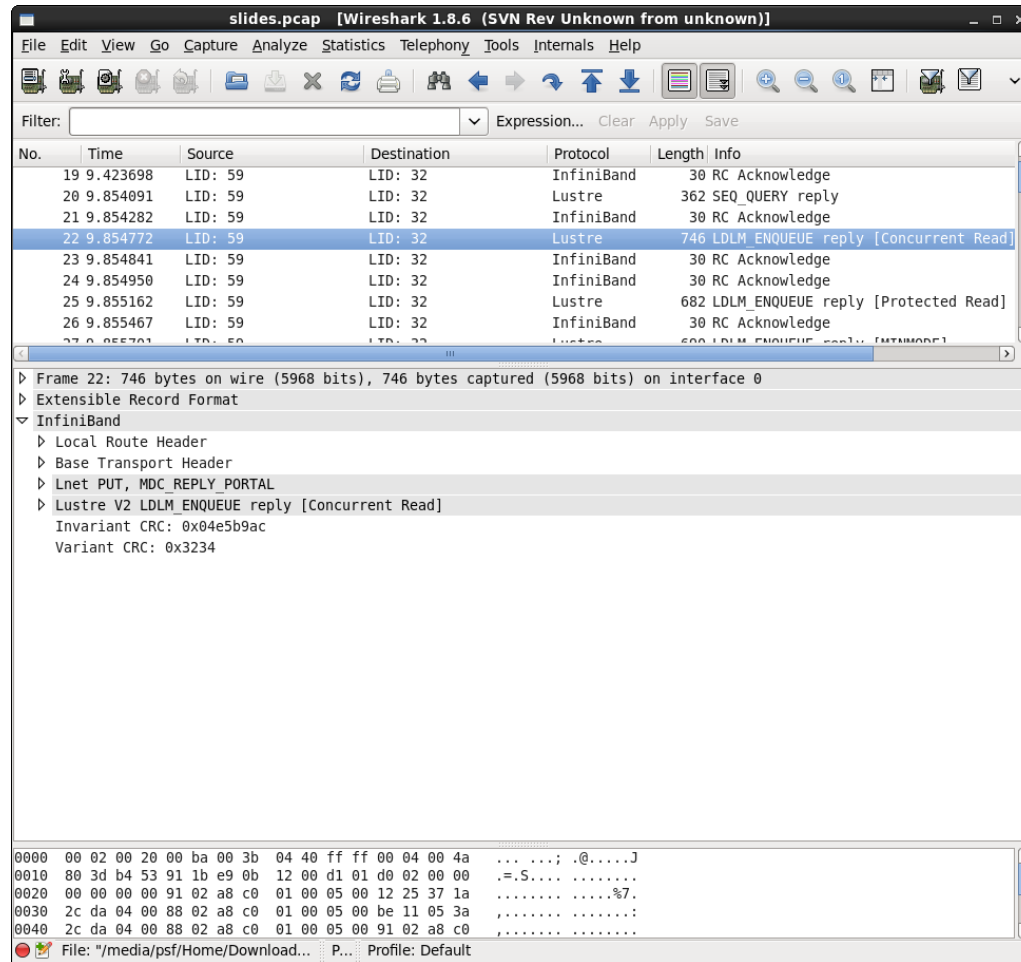 slides.pcap [Wireshark 1.8.6 (SVN Rev Unknown from unknown)]
File Edit View Go Capture Analyze Statistics Telephony Tools Internals Help
Filter: Expression... Clear Apply Save
No. Time Source Destination Protocol Length Info
19 9.423698 LID: 59 LID: 32 InfiniBand 30 RC Acknowledge
20 9.854091 LID: 59 LID: 32 Lustre 362 SEQ_QUERY reply
21 9.854282 LID: 59 LID: 32 InfiniBand 30 RC Acknowledge
22 9.854772 LID: 59 LID: 32 Lustre 746 LDLM_ENQUEUE reply [Concurrent Read]
23 9.854841 LID: 59 LID: 32 InfiniBand 30 RC Acknowledge
24 9.854950 LID: 59 LID: 32 InfiniBand 30 RC Acknowledge
25 9.855162 LID: 59 LID: 32 Lustre 682 LDLM_ENQUEUE reply [Protected Read]
26 9.855467 LID: 59 LID: 32 InfiniBand 30 RC Acknowledge
LID: 59 LID: 32 Lustre LDLM_ENQUEUE reply [MINMODE]
Frame 22: 746 bytes on wire (5968 bits), 746 bytes captured (5968 bits) on interface 0
Extensible Record Format
InfiniBand
Local Route Header
Base Transport Header
Lnet PUT, MDC_REPLY_PORTAL
Lustre V2 LDLM_ENQUEUE reply [Concurrent Read]
Invariant CRC: 0x04e5b9ac
Variant CRC: 0x3234
0000 00 02 00 20 00 ba 00 3b 04 40 ff ff 00 04 00 4a ... ...; .@.....J
0010 80 3d b4 53 91 1b e9 0b 12 00 d1 01 d0 02 00 00 .=.S.... ........
0020 00 00 00 00 91 02 a8 c0 01 00 05 00 12 25 37 1a ........ .....%7.
0030 2c da 04 00 88 02 a8 c0 01 00 05 00 be 11 05 3a ,....... .......:
0040 2c da 04 00 88 02 a8 c0 01 00 05 00 91 02 a8 c0 ,....... ........
File: "/media/psf/Home/Download... P... Profile: Default